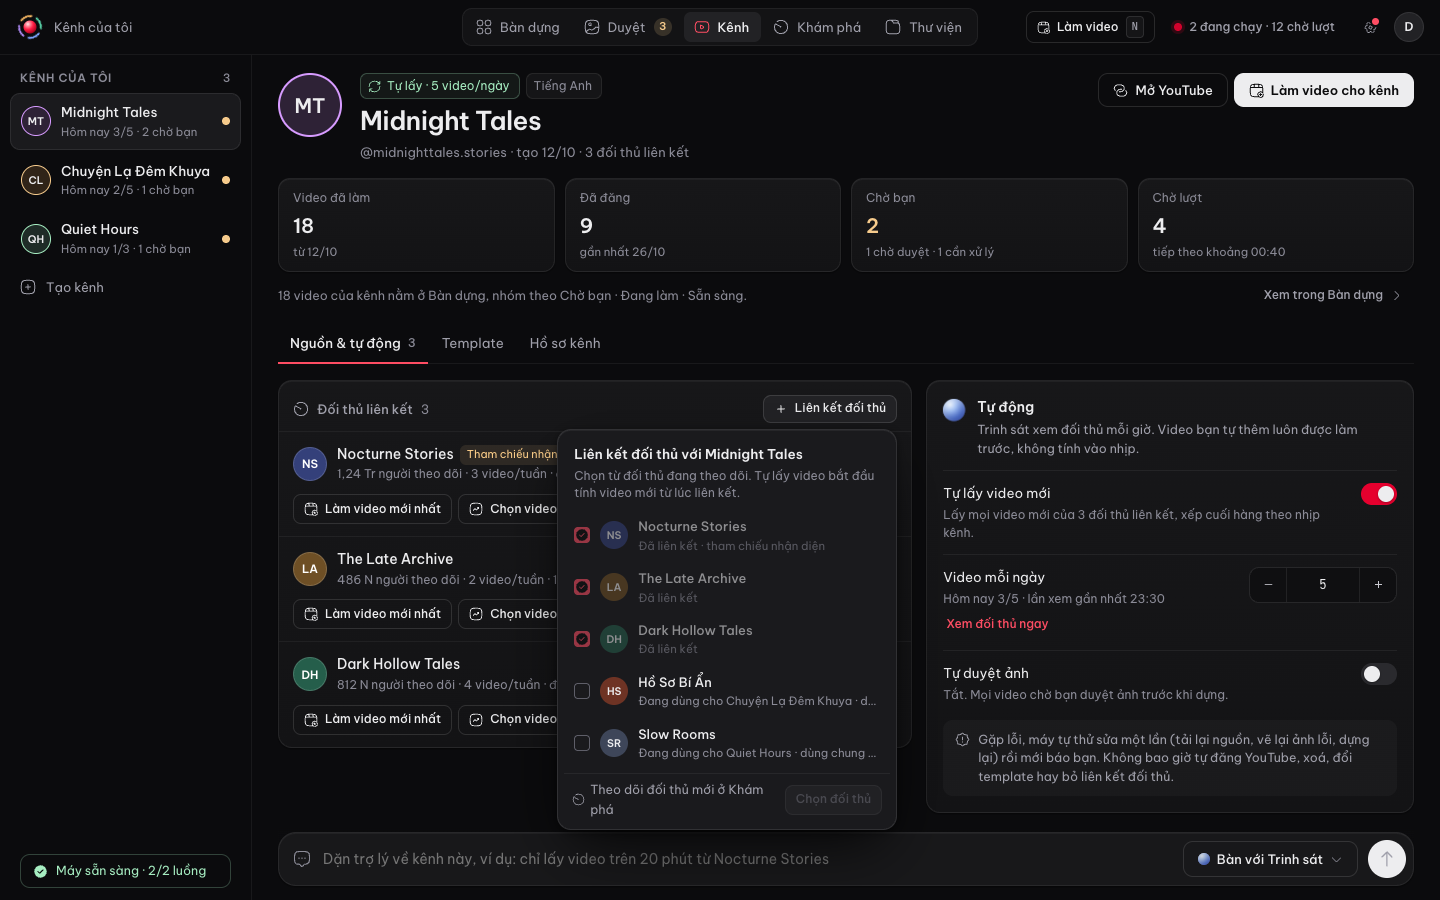 Kênh của tôi
Bàn dựng
Duyệt 3
Kênh
Khám phá
Thư viện
Làm video N
2 đang chạy · 12 chờ lượt
D
KÊNH CỦA TÔI 3
MT
Midnight Tales
Hôm nay 3/5 · 2 chờ bạn
CL
Chuyện Lạ Đêm Khuya
Hôm nay 2/5 · 1 chờ bạn
QH
Quiet Hours
Hôm nay 1/3 · 1 chờ bạn
Tạo kênh
Máy sẵn sàng · 2/2 luồng
MT
Tự lấy · 5 video/ngày
Tiếng Anh
Midnight Tales
@midnighttales.stories · tạo 12/10 · 3 đối thủ liên kết
Mở YouTube
Làm video cho kênh
Video đã làm
18
từ 12/10
Đã đăng
9
gần nhất 26/10
Chờ bạn
2
1 chờ duyệt · 1 cần xử lý
Chờ lượt
4
tiếp theo khoảng 00:40
18 video của kênh nằm ở Bàn dựng, nhóm theo Chờ bạn · Đang làm · Sẵn sàng.
Xem trong Bàn dựng
Nguồn & tự động 3
Template
Hồ sơ kênh
Đối thủ liên kết 3
Liên kết đối thủ
NS
Nocturne Stories
Tham chiếu nhận
1,24 Tr người theo dõi · 3 video/tuần ·
Làm video mới nhất
Chọn video
LA
The Late Archive
486 N người theo dõi · 2 video/tuần ·
Làm video mới nhất
Chọn video
DH
Dark Hollow Tales
812 N người theo dõi · 4 video/tuần ·
Làm video mới nhất
Chọn video
Liên kết đối thủ với Midnight Tales
Chọn từ đối thủ đang theo dõi. Tự lấy video bắt đầu
tính video mới từ lúc liên kết.
NS
Nocturne Stories
Đã liên kết · tham chiếu nhận diện
LA
The Late Archive
Đã liên kết
DH
Dark Hollow Tales
Đã liên kết
HS
Hồ Sơ Bí Ẩn
Đang dùng cho Chuyện Lạ Đêm Khuya · d...
SR
Slow Rooms
Đang dùng cho Quiet Hours · dùng chung ...
Theo dõi đối thủ mới ở Khám
phá
Chọn đối thủ
Tự động
Trinh sát xem đối thủ mỗi giờ. Video bạn tự thêm luôn được làm
trước, không tính vào nhịp.
Tự lấy video mới
Lấy mọi video mới của 3 đối thủ liên kết, xếp cuối hàng theo nhịp
kênh.
Video mỗi ngày
Hôm nay 3/5 · lần xem gần nhất 23:30
− 5 +
Xem đối thủ ngay
Tự duyệt ảnh
Tắt. Mọi video chờ bạn duyệt ảnh trước khi dựng.
Gặp lỗi, máy tự thử sửa một lần (tải lại nguồn, vẽ lại ảnh lỗi, dựng
lại) rồi mới báo bạn. Không bao giờ tự đăng YouTube, xoá, đổi
template hay bỏ liên kết đối thủ.
Dặn trợ lý về kênh này, ví dụ: chỉ lấy video trên 20 phút từ Nocturne Stories
Bàn với Trinh sát